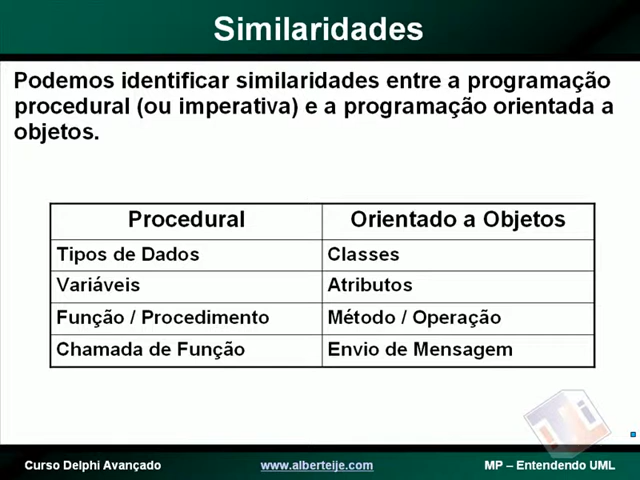 Similaridades
Podemos identificar similaridades entre a programação
procedural (ou imperativa) e a programação orientada a
objetos.
Procedural Orientado a Objetos
Tipos de Dados Classes
Variáveis Atributos
Função / Procedimento Método / Operação
Chamada de Função Envio de Mensagem
Curso Delphi Avançado www.alberteije.com MP – Entendendo UML